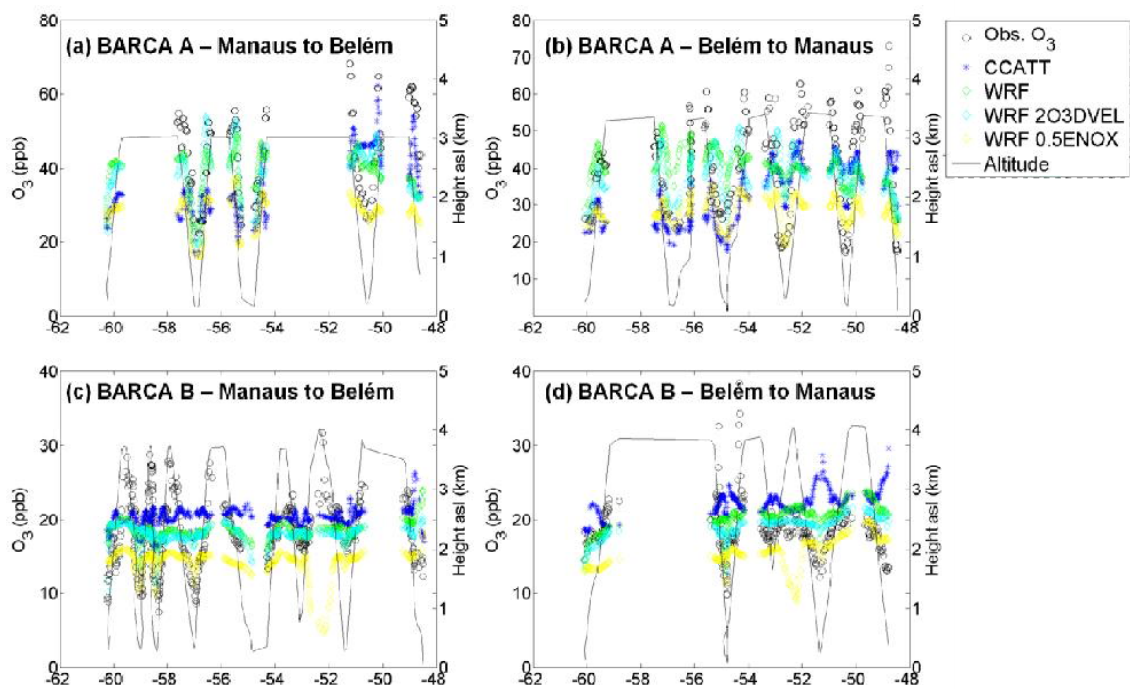 (a) BARCA A – Manaus to Belém
O3 (ppb)
80
60
40
20
0
Height asl (km)
5
4
3
2
1
0
-62 -60 -58 -56 -54 -52 -50 -48
(b) BARCA A – Belém to Manaus
O3 (ppb)
80
70
60
50
40
30
20
10
0
Height asl (km)
5
4
3
2
1
0
-62 -60 -58 -56 -54 -52 -50 -48
Obs. O3
CCATT
WRF
WRF 2O3DVEL
WRF 0.5ENOX
Altitude
(c) BARCA B – Manaus to Belém
O3 (ppb)
40
30
20
10
0
Height asl (km)
5
4
3
2
1
0
-62 -60 -58 -56 -54 -52 -50 -48
(d) BARCA B – Belém to Manaus
O3 (ppb)
40
30
20
10
0
Height asl (km)
5
4
3
2
1
0
-62 -60 -58 -56 -54 -52 -50 -48